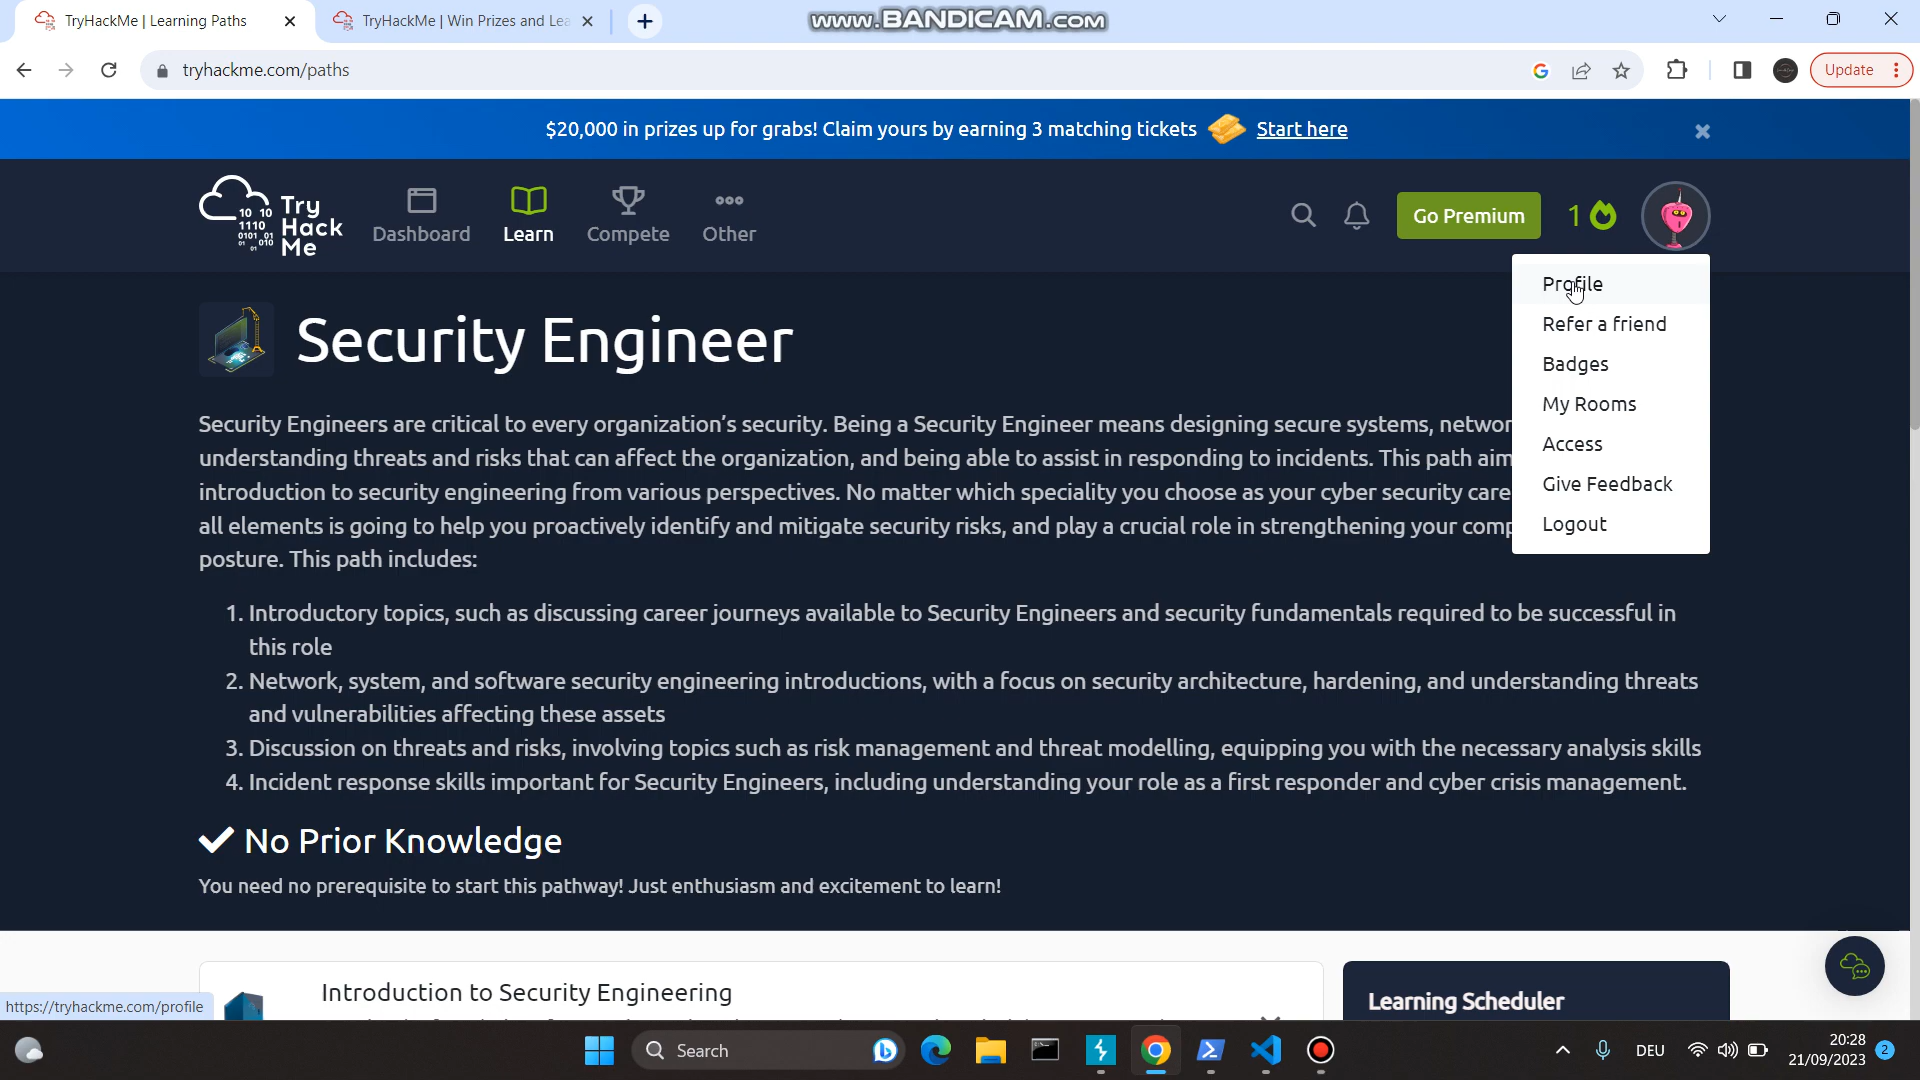 TryHackMe | Learning Paths
TryHackMe | Win Prizes and Lea
www.BANDICAM.com
tryhackme.com/paths
Update
$20,000 in prizes up for grabs! Claim yours by earning 3 matching tickets Start here
10 10
1110
0101 01
01 010
Try
Hack
Me
Dashboard
Learn
Compete
Other
Go Premium
1
Profile
Refer a friend
Badges
My Rooms
Access
Give Feedback
Logout
Security Engineer
Security Engineers are critical to every organization's security. Being a Security Engineer means designing secure systems, networ
understanding threats and risks that can affect the organization, and being able to assist in responding to incidents. This path aim
introduction to security engineering from various perspectives. No matter which speciality you choose as your cyber security care
all elements is going to help you proactively identify and mitigate security risks, and play a crucial role in strengthening your comp
posture. This path includes:
1. Introductory topics, such as discussing career journeys available to Security Engineers and security fundamentals required to be successful in
this role
2. Network, system, and software security engineering introductions, with a focus on security architecture, hardening, and understanding threats
and vulnerabilities affecting these assets
3. Discussion on threats and risks, involving topics such as risk management and threat modelling, equipping you with the necessary analysis skills
4. Incident response skills important for Security Engineers, including understanding your role as a first responder and cyber crisis management.
No Prior Knowledge
You need no prerequisite to start this pathway! Just enthusiasm and excitement to learn!
Introduction to Security Engineering
Learning Scheduler
https://tryhackme.com/profile
Search
DEU
20:28
21/09/2023
2